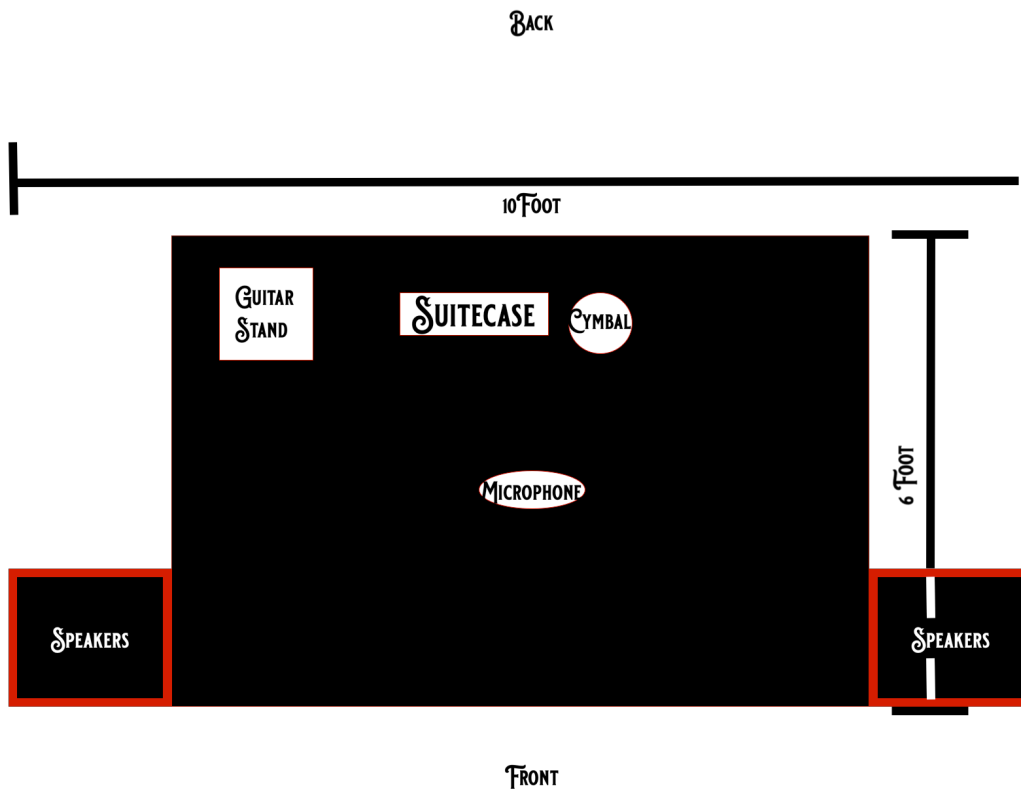 Back
10 Foot
Guitar
Stand
Suitecase
Cymbal
Microphone
6 Foot
Speakers
Speakers
Front